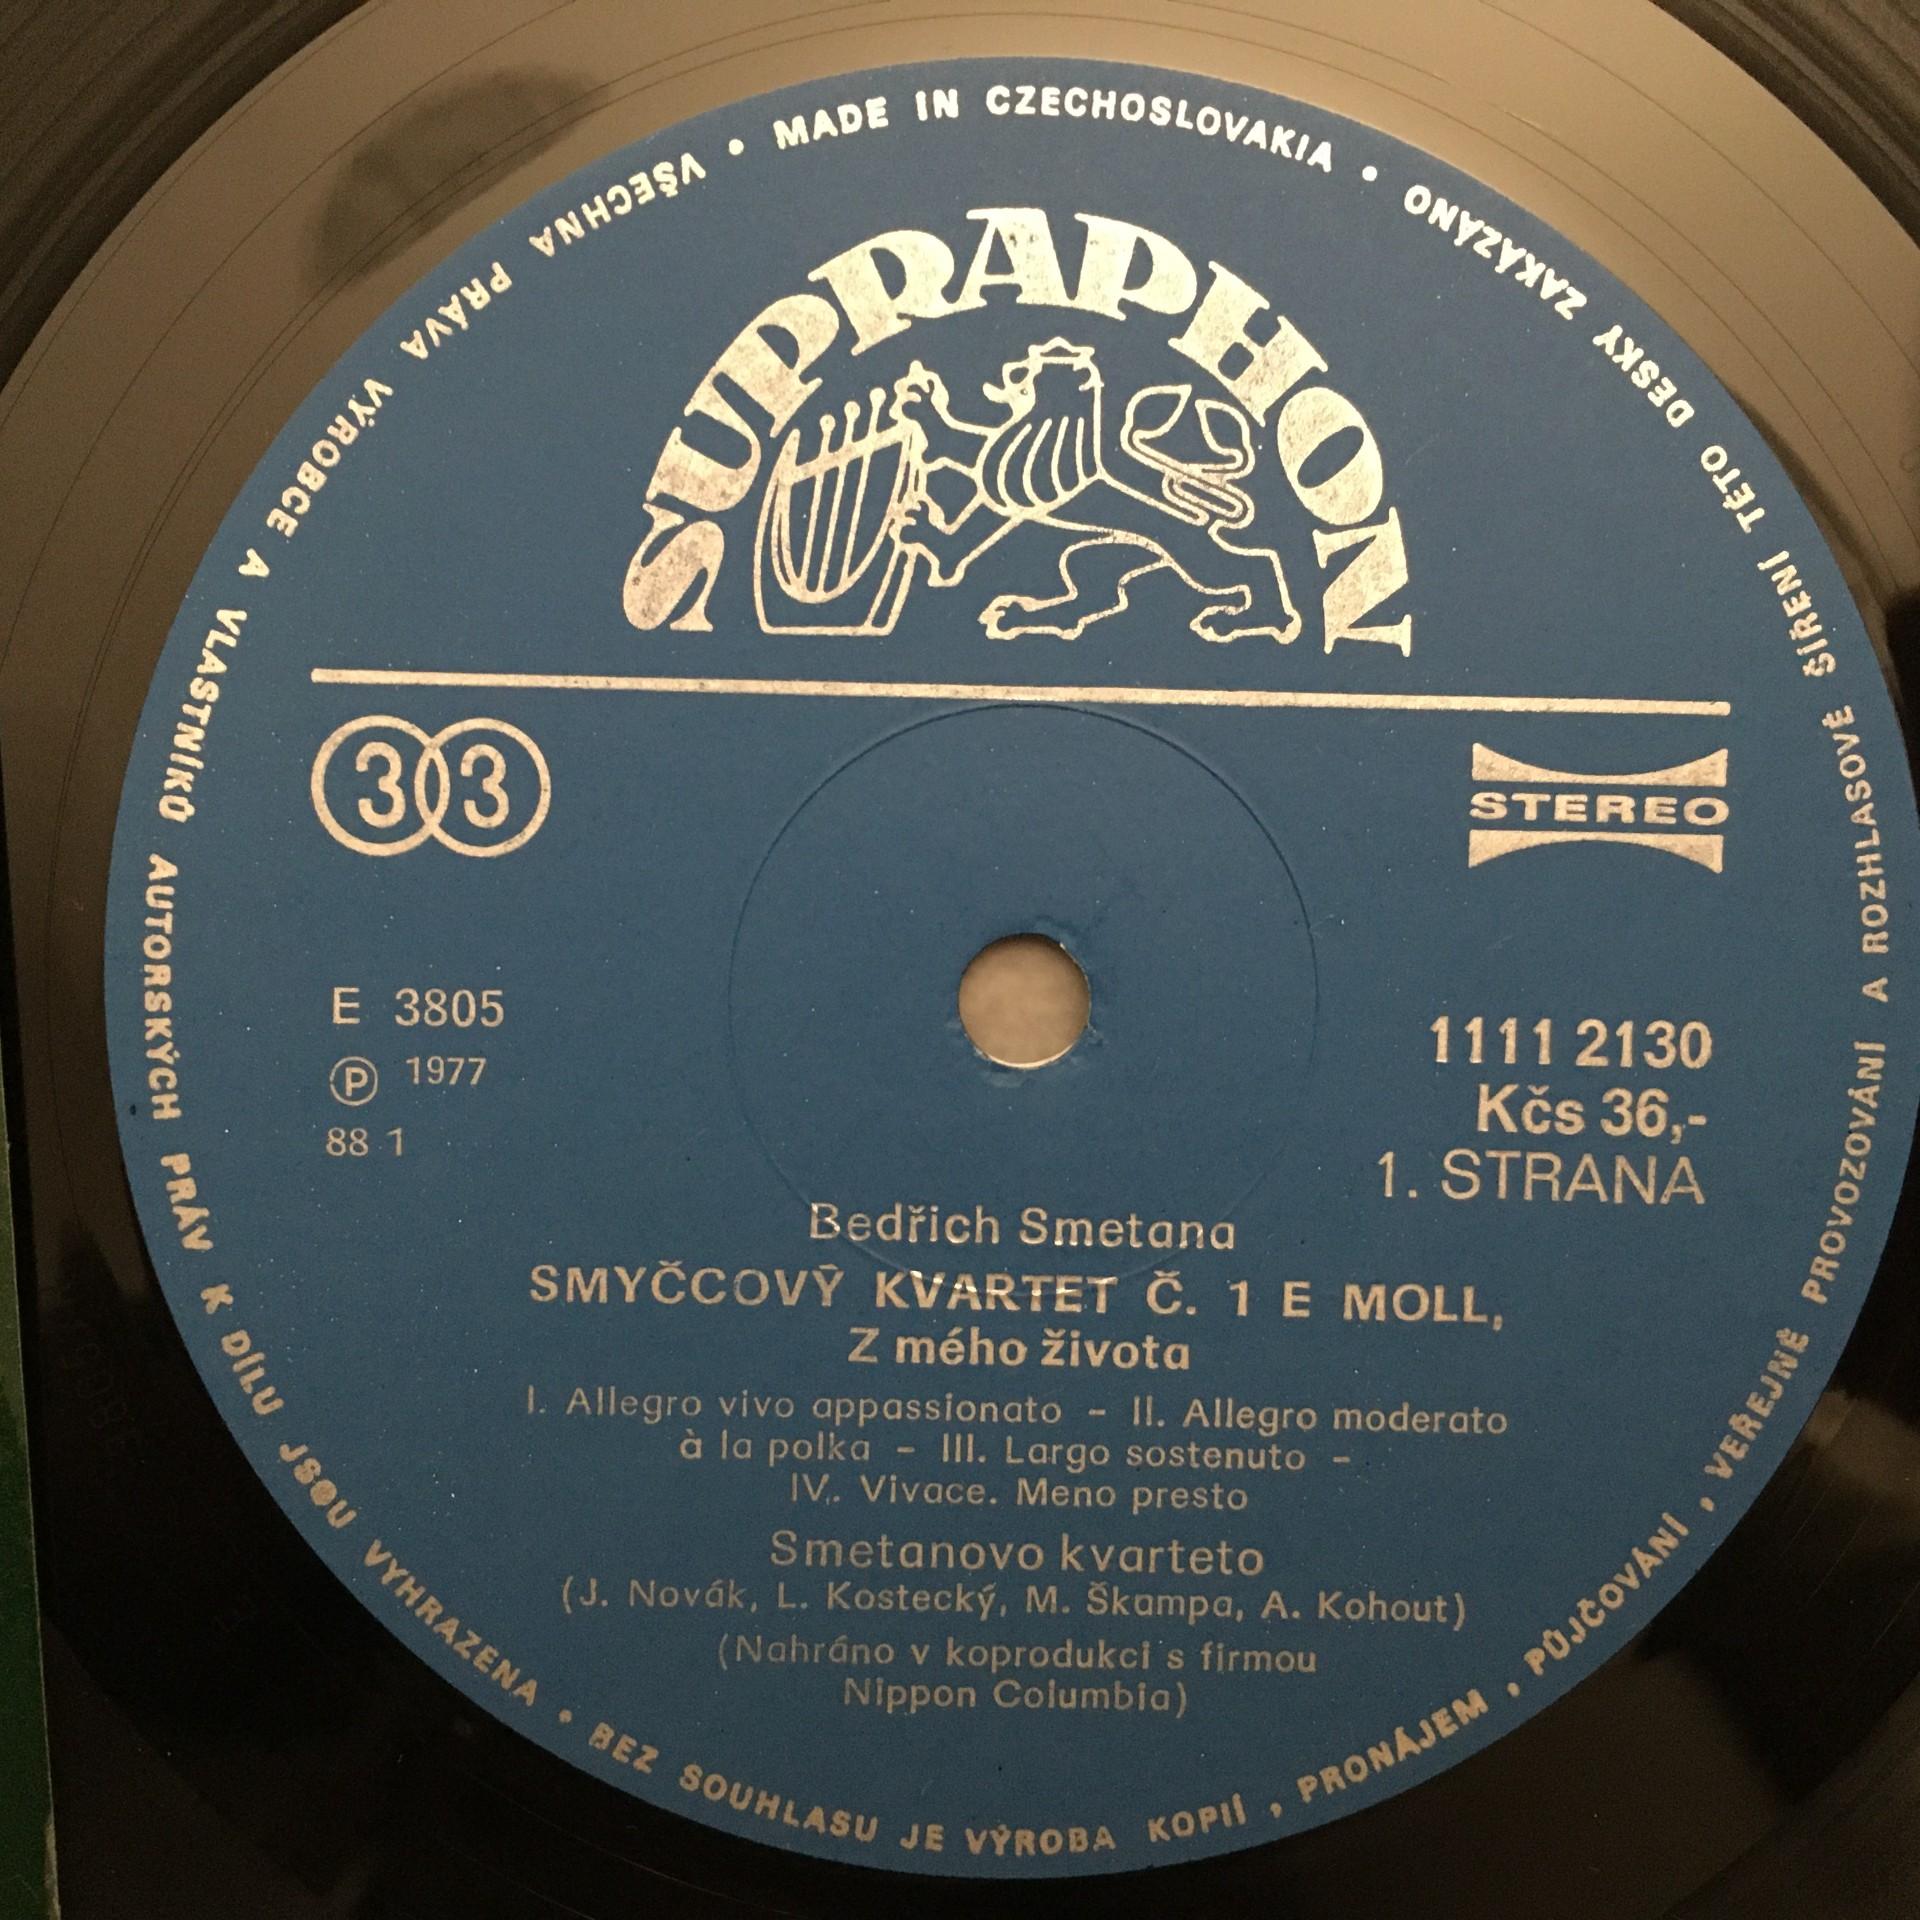 MADE IN CZECHOSLOVAKIA •
VŠECHNA PRÁVA VÝROBCE A VLASTNÍKŮ AUTORSKÝCH PRÁV K DÍLU JSOU VYHRAZENA • BEZ SOUHLASU JE VÝROBA KOPIÍ , PRONÁJEM , PŮJČOVÁNÍ , VEŘEJNÉ PROVOZOVÁNÍ A ROZHLASOVÉ ŠÍŘENÍ TÉTO DESKY ZAKÁZÁNO •
SUPRAPHON
33
STEREO
E 3805
Ⓟ 1977
88 1
1111 2130
Kčs 36,-
1. STRANA
Bedřich Smetana
SMYČCOVÝ KVARTET Č. 1 E MOLL,
Z mého života
I. Allegro vivo appassionato – II. Allegro moderato
à la polka – III. Largo sostenuto –
IV. Vivace. Meno presto
Smetanovo kvarteto
(J. Novák, L. Kostecký, M. Škampa, A. Kohout)
(Nahráno v koprodukci s firmou
Nippon Columbia)